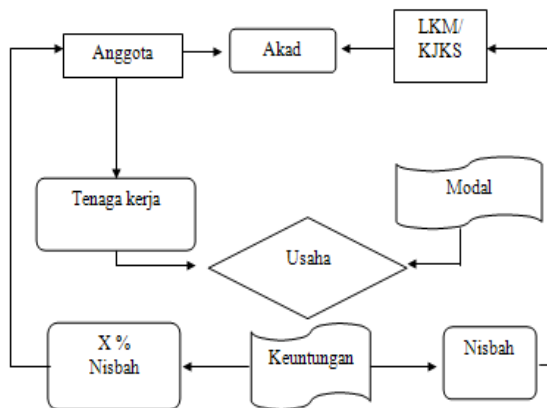 Anggota
Akad
LKM/
KJKS
Tenaga kerja
Modal
Usaha
X %
Nisbah
Keuntungan
Nisbah